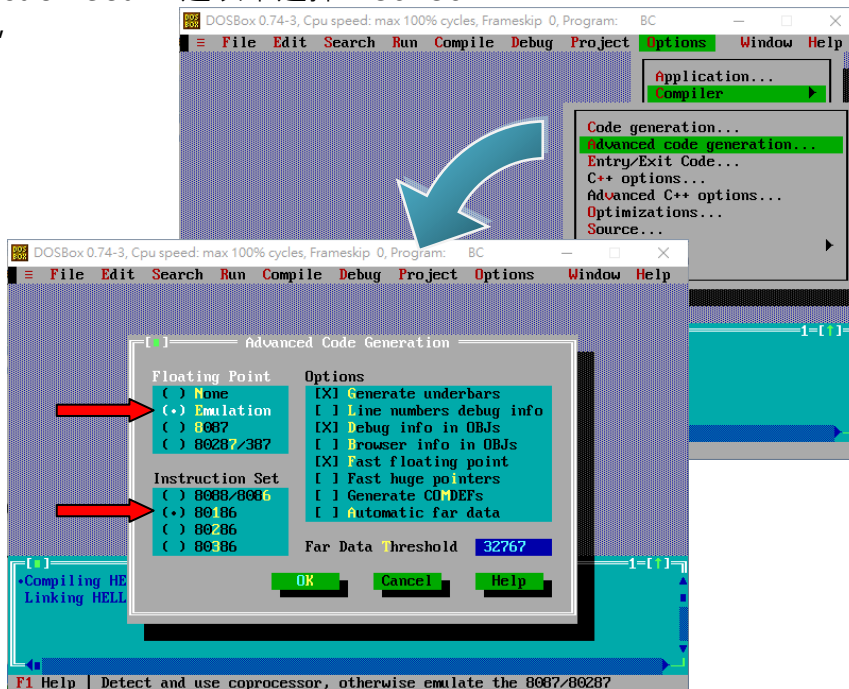 DOSBox 0.74-3, Cpu speed: max 100% cycles, Frameskip 0, Program: BC
≡ File Edit Search Run Compile Debug Project Options Window Help
Application...
Compiler
Code generation...
Advanced code generation...
Entry/Exit Code...
C++ options...
Advanced C++ options...
Optimizations...
Source...
1=[↑]=
DOSBox 0.74-3, Cpu speed: max 100% cycles, Frameskip 0, Program: BC
≡ File Edit Search Run Compile Debug Project Options Window Help
Advanced Code Generation
Floating Point
( ) None
(•) Emulation
( ) 8087
( ) 80287/387
Instruction Set
( ) 8088/8086
(•) 80186
( ) 80286
( ) 80386
Options
[X] Generate underbars
[ ] Line numbers debug info
[X] Debug info in OBJs
[ ] Browser info in OBJs
[X] Fast floating point
[ ] Fast huge pointers
[ ] Generate COMDEFs
[ ] Automatic far data
Far Data Threshold 32767
OK Cancel Help
1=[↑]
•Compiling HE
Linking HELL
F1 Help | Detect and use coprocessor, otherwise emulate the 8087/80287